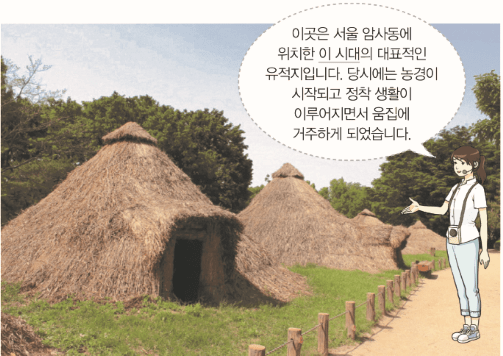 이곳은 서울 암사동에
위치한 이 시대의 대표적인
유적지입니다. 당시에는 농경이
시작되고 정착 생활이
이루어지면서 움집에
거주하게 되었습니다.